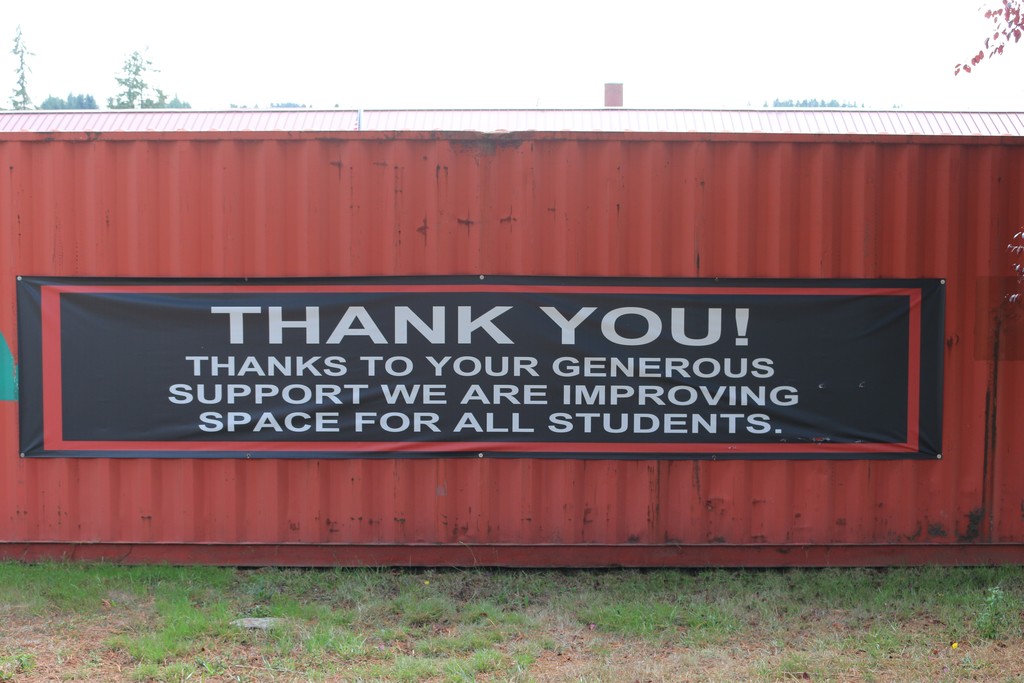 THANK YOU!
THANKS TO YOUR GENEROUS
SUPPORT WE ARE IMPROVING
SPACE FOR ALL STUDENTS.